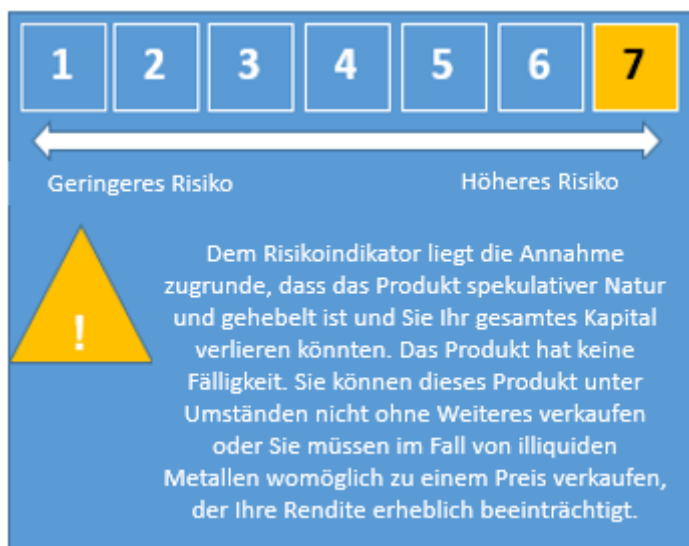 1 2 3 4 5 6 7
Geringeres Risiko Höheres Risiko
Dem Risikoindikator liegt die Annahme
zugrunde, dass das Produkt spekulativer Natur
und gehebelt ist und Sie Ihr gesamtes Kapital
verlieren könnten. Das Produkt hat keine
Fälligkeit. Sie können dieses Produkt unter
Umständen nicht ohne Weiteres verkaufen
oder Sie müssen im Fall von illiquiden
Metallen womöglich zu einem Preis verkaufen,
der Ihre Rendite erheblich beeinträchtigt.
!